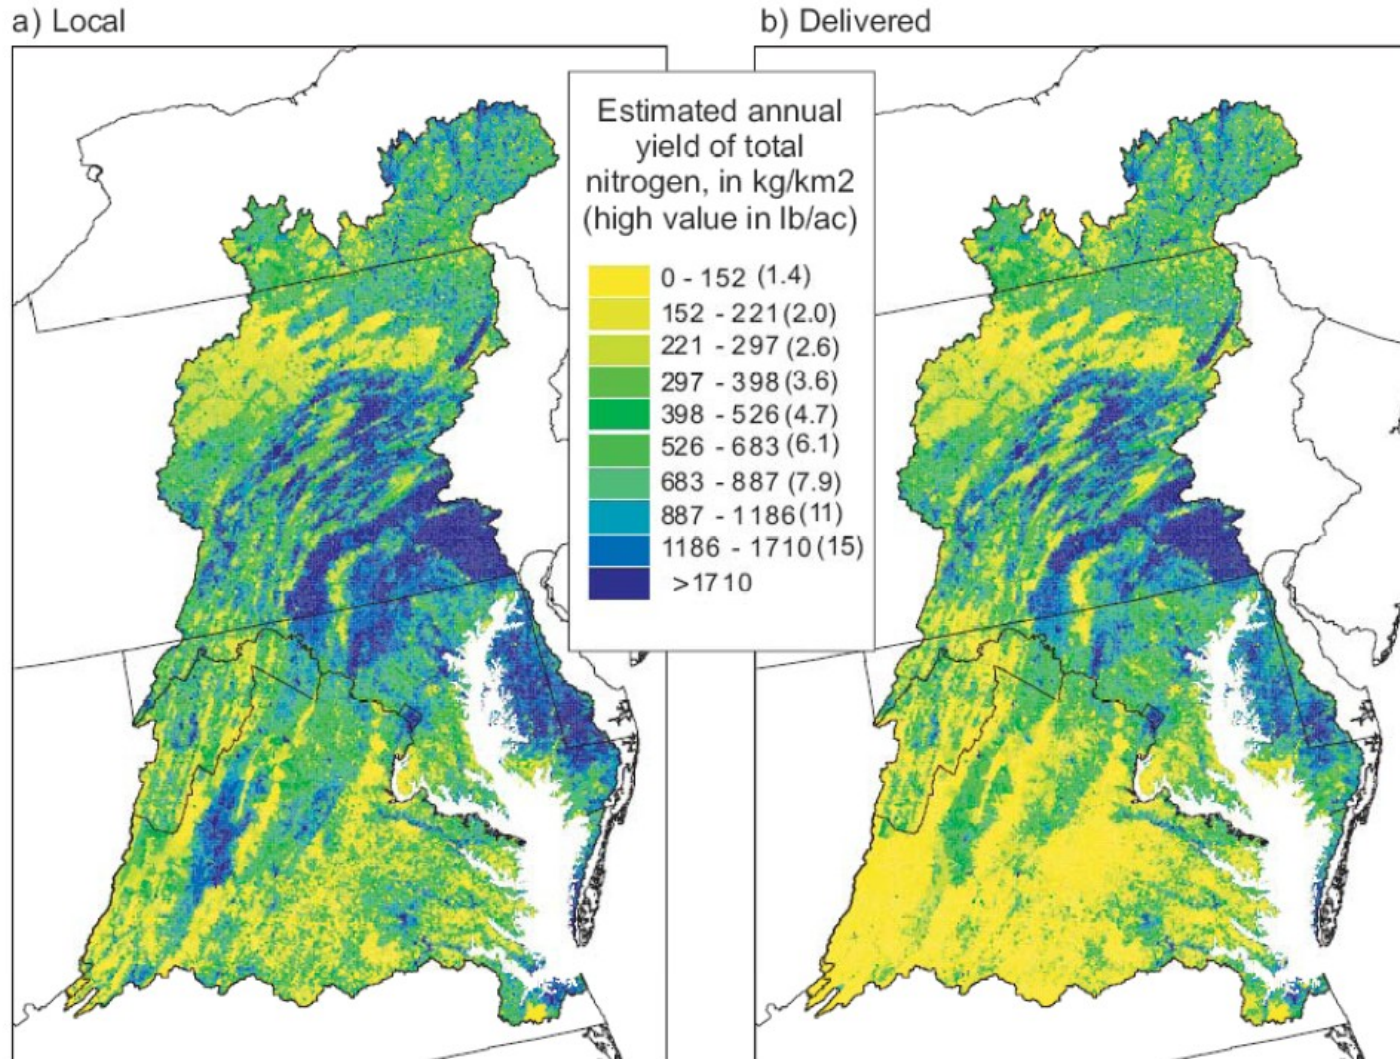 a) Local
b) Delivered
Estimated annual
yield of total
nitrogen, in kg/km2
(high value in lb/ac)
0 - 152 (1.4)
152 - 221 (2.0)
221 - 297 (2.6)
297 - 398 (3.6)
398 - 526 (4.7)
526 - 683 (6.1)
683 - 887 (7.9)
887 - 1186 (11)
1186 - 1710 (15)
>1710